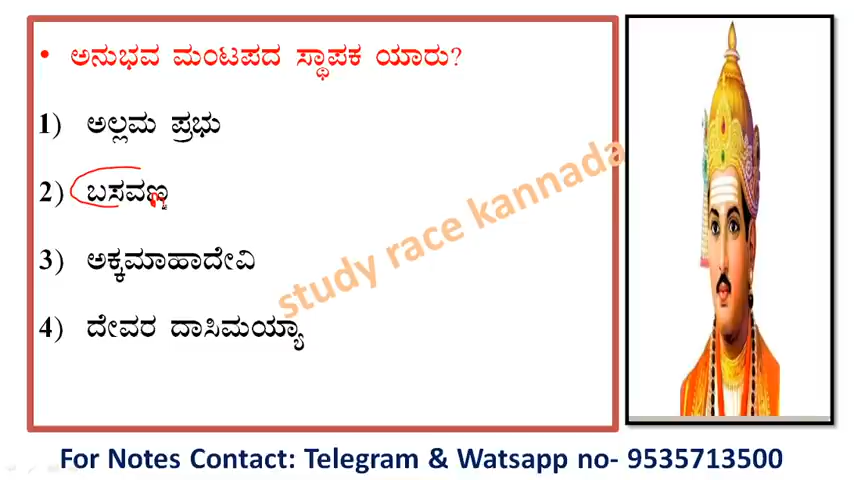 • ಅನುಭವ ಮಂಟಪದ ಸ್ಥಾಪಕ ಯಾರು?
1) ಅಲ್ಲಮ ಪ್ರಭು
2) ಬಸವಣ್ಣ
3) ಅಕ್ಕಮಾಹಾದೇವಿ
4) ದೇವರ ದಾಸಿಮಯ್ಯಾ
study race kannada
For Notes Contact: Telegram & Watsapp no- 9535713500